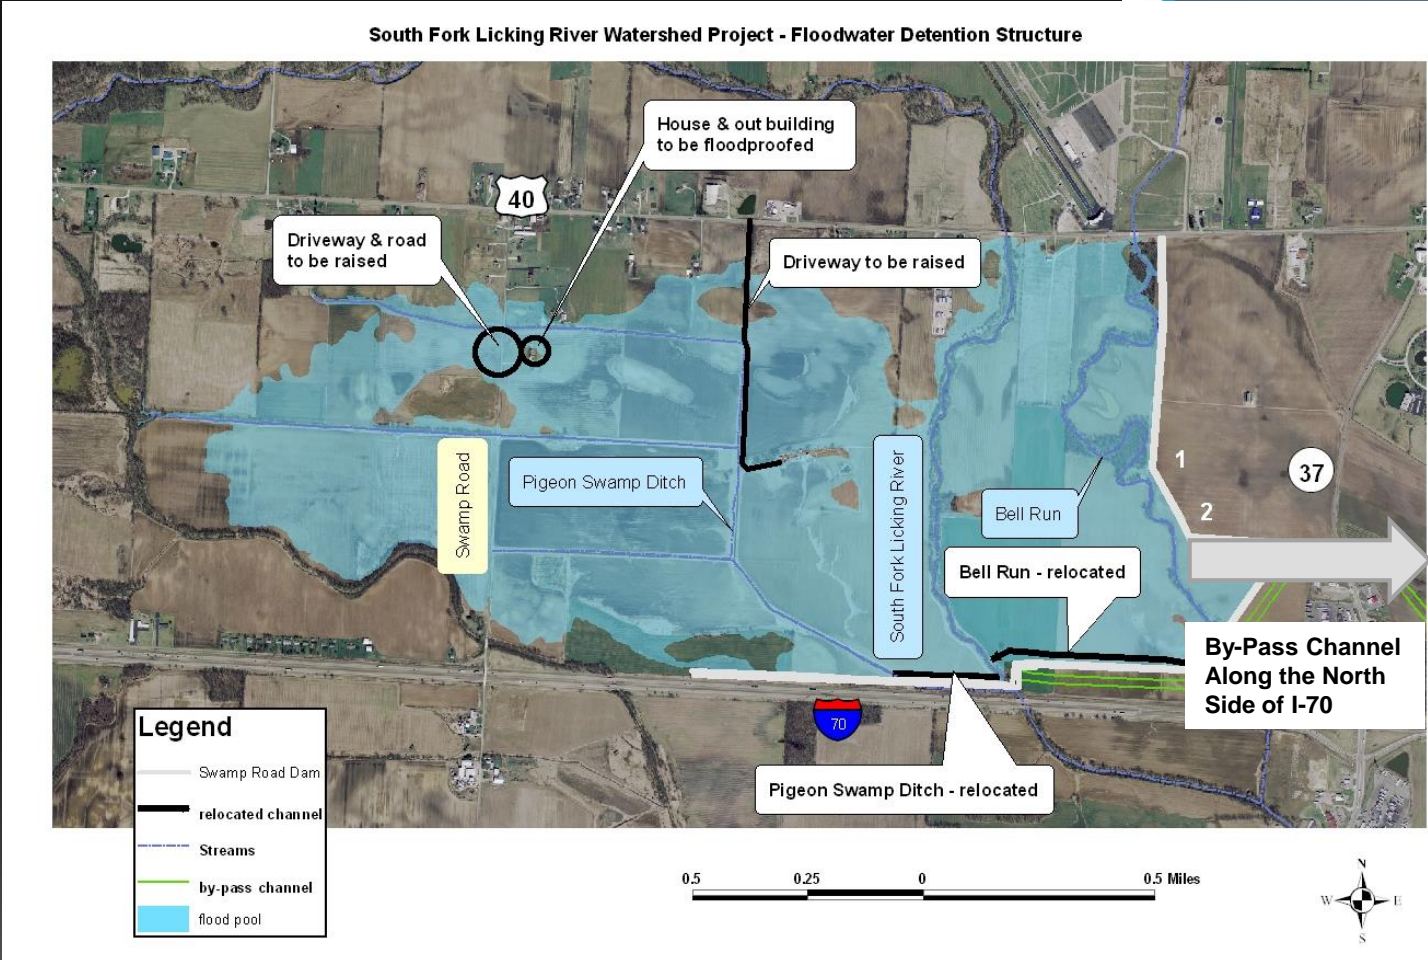 South Fork Licking River Watershed Project - Floodwater Detention Structure
House & out building
to be floodproofed
40
Driveway & road
to be raised
Driveway to be raised
1
37
2
Swamp Road
Pigeon Swamp Ditch
South Fork Licking River
Bell Run
Bell Run - relocated
By-Pass Channel
Along the North
Side of I-70
70
Pigeon Swamp Ditch - relocated
Legend
Swamp Road Dam
relocated channel
Streams
by-pass channel
flood pool
0.5 0.25 0 0.5 Miles
N
W E
S